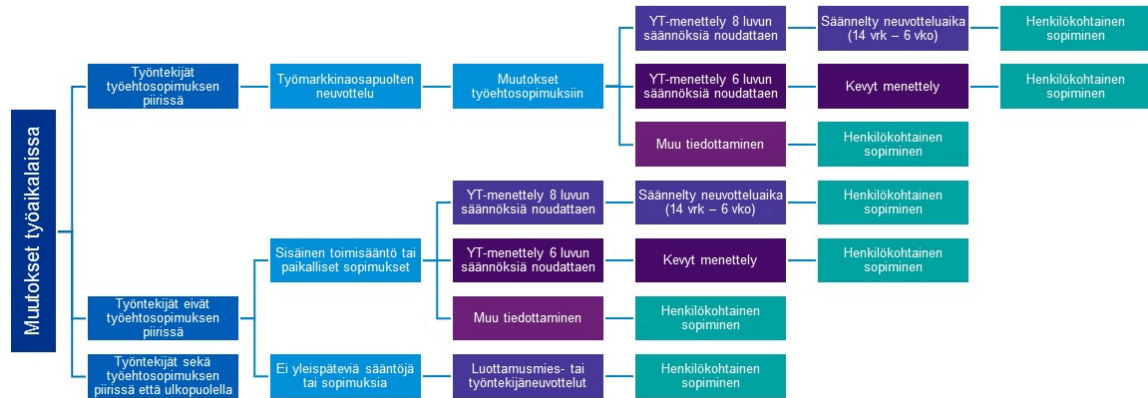 Muutokset työaikalaissa
Työntekijät
työehtosopimuksen
piirissä
Työmarkkinaosapuolten
neuvottelu
Muutokset
työehtosopimuksiin
YT-menettely 8 luvun
säännöksiä noudattaen
Säännelty neuvotteluaika
(14 vrk – 6 vko)
Henkilökohtainen
sopiminen
YT-menettely 6 luvun
säännöksiä noudattaen
Kevyt menettely
Henkilökohtainen
sopiminen
Muu tiedottaminen
Henkilökohtainen
sopiminen
Työntekijät eivät
työehtosopimuksen
piirissä
Sisäinen toimisääntö tai
paikalliset sopimukset
YT-menettely 8 luvun
säännöksiä noudattaen
Säännelty neuvotteluaika
(14 vrk – 6 vko)
Henkilökohtainen
sopiminen
YT-menettely 6 luvun
säännöksiä noudattaen
Kevyt menettely
Henkilökohtainen
sopiminen
Muu tiedottaminen
Henkilökohtainen
sopiminen
Ei yleispäteviä sääntöjä
tai sopimuksia
Luottamusmies- tai
työntekijäneuvottelut
Henkilökohtainen
sopiminen
Työntekijät sekä
työehtosopimuksen
piirissä että ulkopuolella